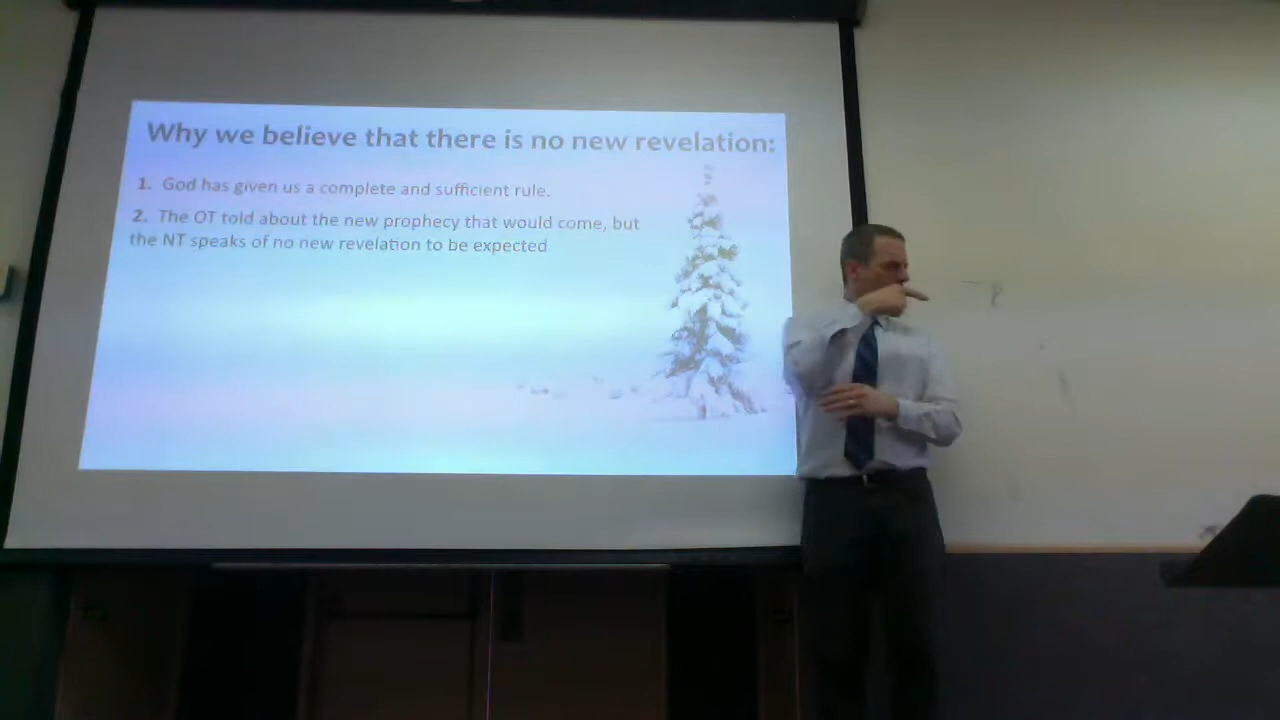 Why we believe that there is no new revelation:
1. God has given us a complete and sufficient rule.
2. The OT told about the new prophecy that would come, but
the NT speaks of no new revelation to be expected